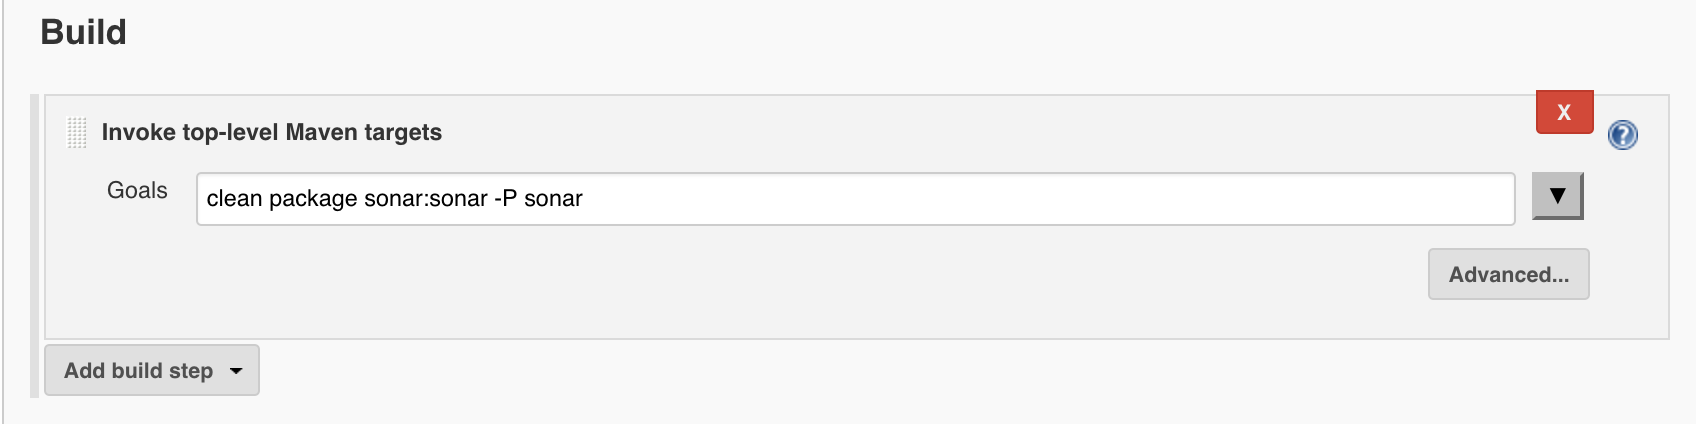 Build
Invoke top-level Maven targets
X
?
Goals
clean package sonar:sonar -P sonar
▼
Advanced...
Add build step